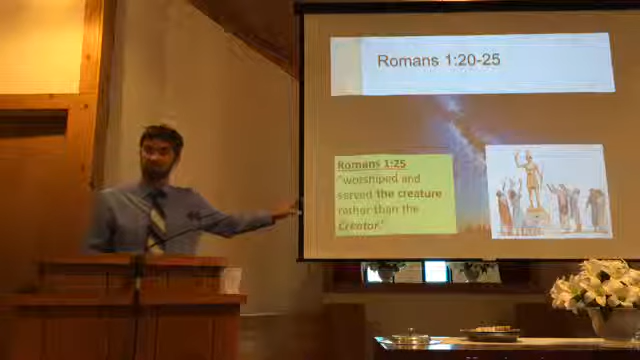 Romans 1:20-25
Romans 1:25
"worshiped and
served the creature
rather than the
Creator."